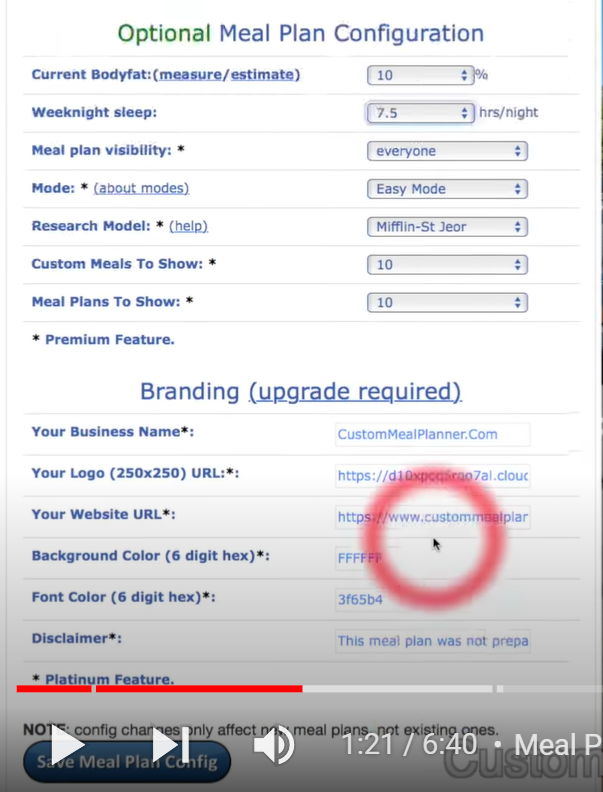 Optional Meal Plan Configuration
Current Bodyfat:(measure/estimate) 10 %
Weeknight sleep: 7.5 hrs/night
Meal plan visibility: * everyone
Mode: * (about modes) Easy Mode
Research Model: * (help) Mifflin-St Jeor
Custom Meals To Show: * 10
Meal Plans To Show: * 10
* Premium Feature.
Branding (upgrade required)
Your Business Name*: CustomMealPlanner.Com
Your Logo (250x250) URL:*: https://d10xpcq5rqo7al.clouc
Your Website URL*: https://www.custommealplar
Background Color (6 digit hex)*: FFFFFF
Font Color (6 digit hex)*: 3f65b4
Disclaimer*: This meal plan was not prepa
* Platinum Feature.
NOTE: config changes only affect new meal plans, not existing ones.
1:21 / 6:40 • Meal P
Save Meal Plan Config
Custom